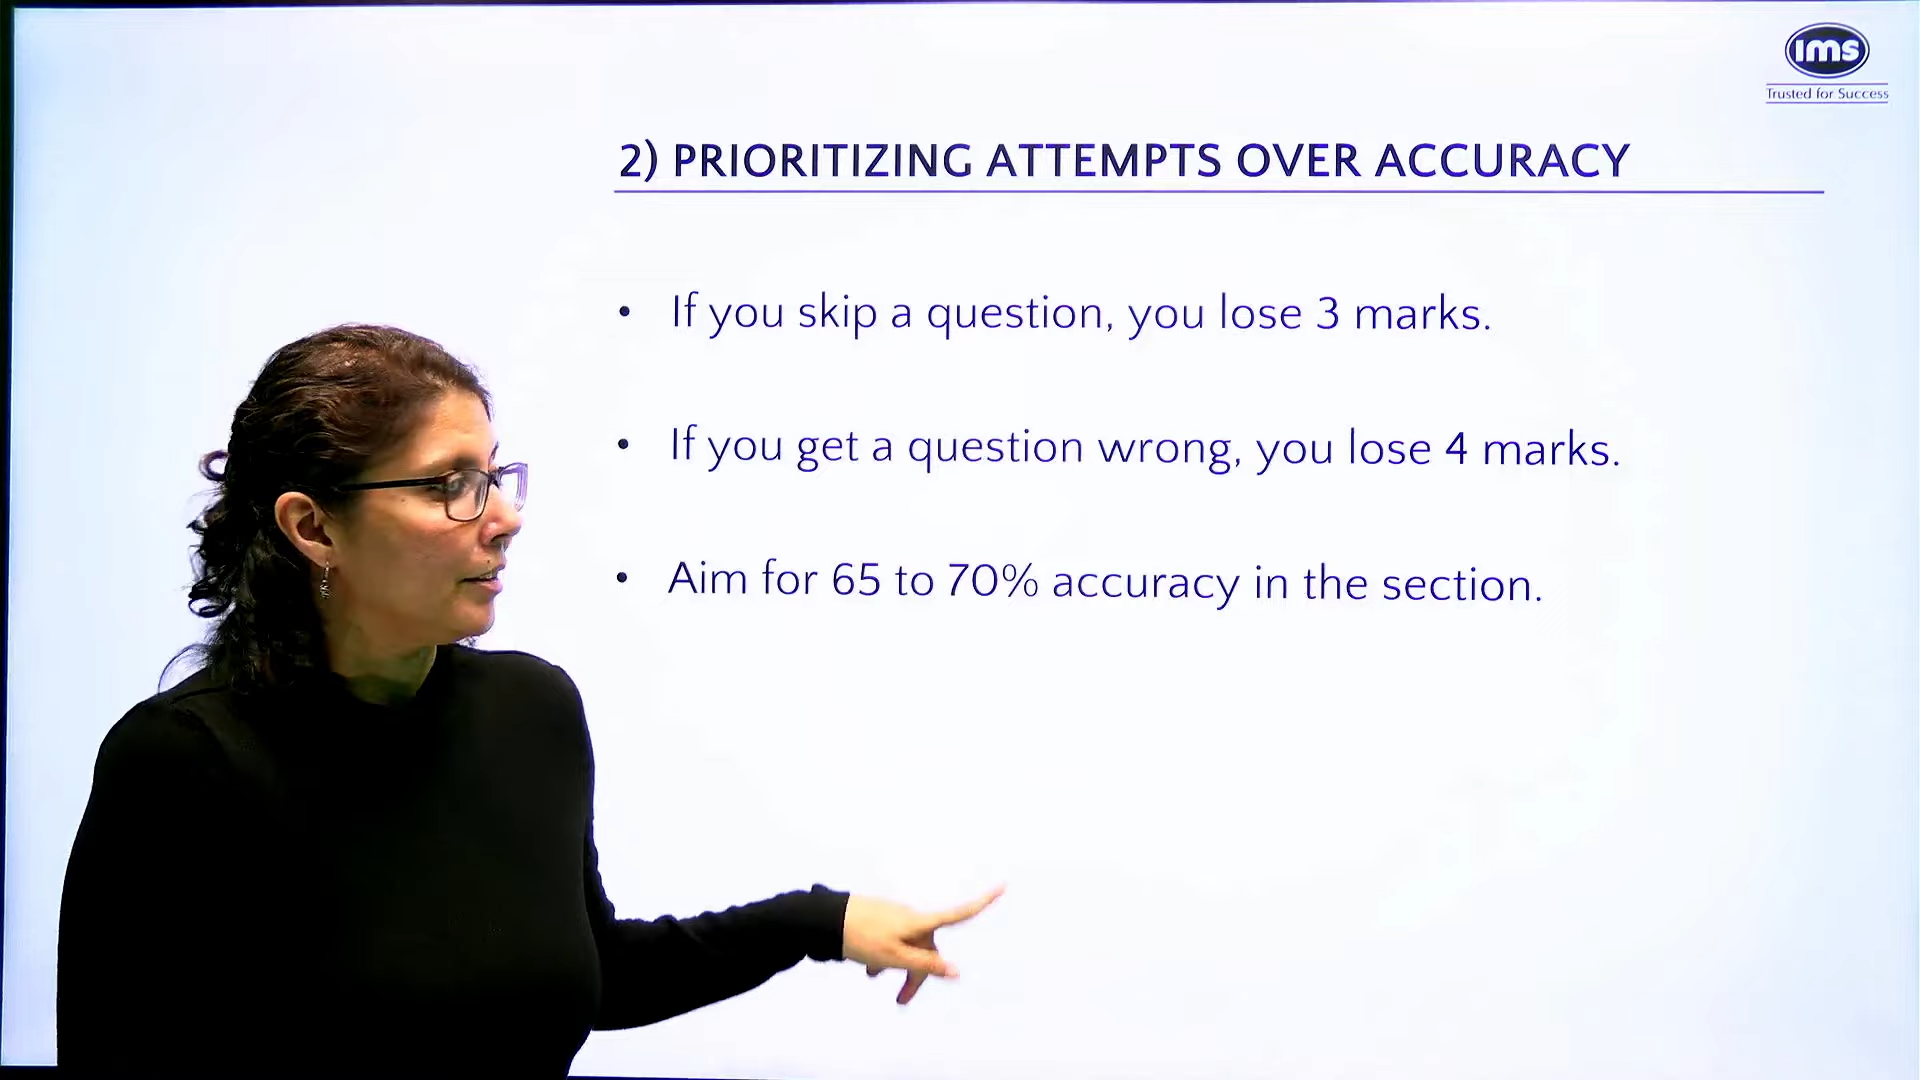 ims
Trusted for Success
2) PRIORITIZING ATTEMPTS OVER ACCURACY
• If you skip a question, you lose 3 marks.
• If you get a question wrong, you lose 4 marks.
• Aim for 65 to 70% accuracy in the section.